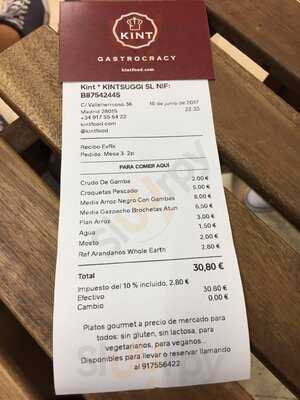 KINT
GASTROCRACY
kintfood.com
Kint * KINTSUGGI SL NIF:
B87542445
C/ Vallehermoso, 36
Madrid 28015
16 de junio de 2017
22:33
+34 917 55 64 22
kintfood.com
@kintfood
Recibo
Pedido: Mesa 3. 2p
PARA COMER AQUÍ
Crudo De Gamba 2,00 €
Croquetas Pescado 5,00 €
Media Arroz Negro Con Gambas 8,00 €
Media Gazpacho Brochetas Atun 6,50 €
Flan Arroz 3,00 €
Agua 1,50 €
Mosto 2,00 €
Ref Arandanos Whole Earth 2,80 €
Total 30,80 €
Impuesto del 10 % incluido, 2,80 €
Efectivo 30,80 €
Cambio 0,00 €
Platos gourmet a precio de mercado para
todos: sin gluten, sin lactosa, para
vegetarianos, para veganos...
Disponibles para llevar o reservar llamando
al 917556422